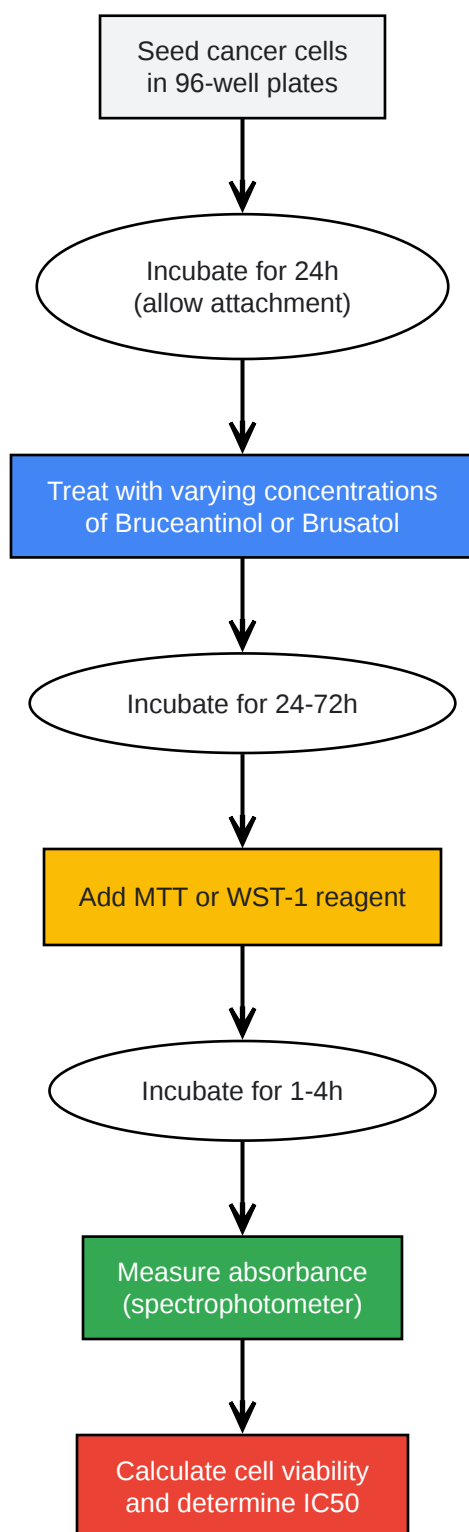 Seed cancer cells
in 96-well plates
Incubate for 24h
(allow attachment)
Treat with varying concentrations
of Bruceantinol or Brusatol
Incubate for 24-72h
Add MTT or WST-1 reagent
Incubate for 1-4h
Measure absorbance
(spectrophotometer)
Calculate cell viability
and determine IC50